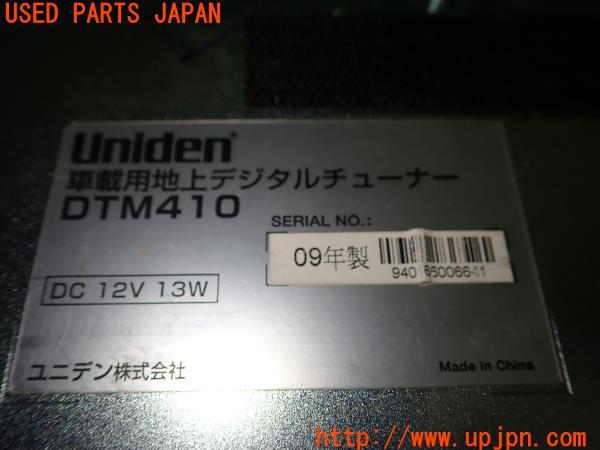 USED PARTS JAPAN
Uniden
車載用地上デジタルチューナー
DTM410
SERIAL NO.:
09年製
DC 12V 13W
ユニデン株式会社
Made in China
http://www.upjpn.com